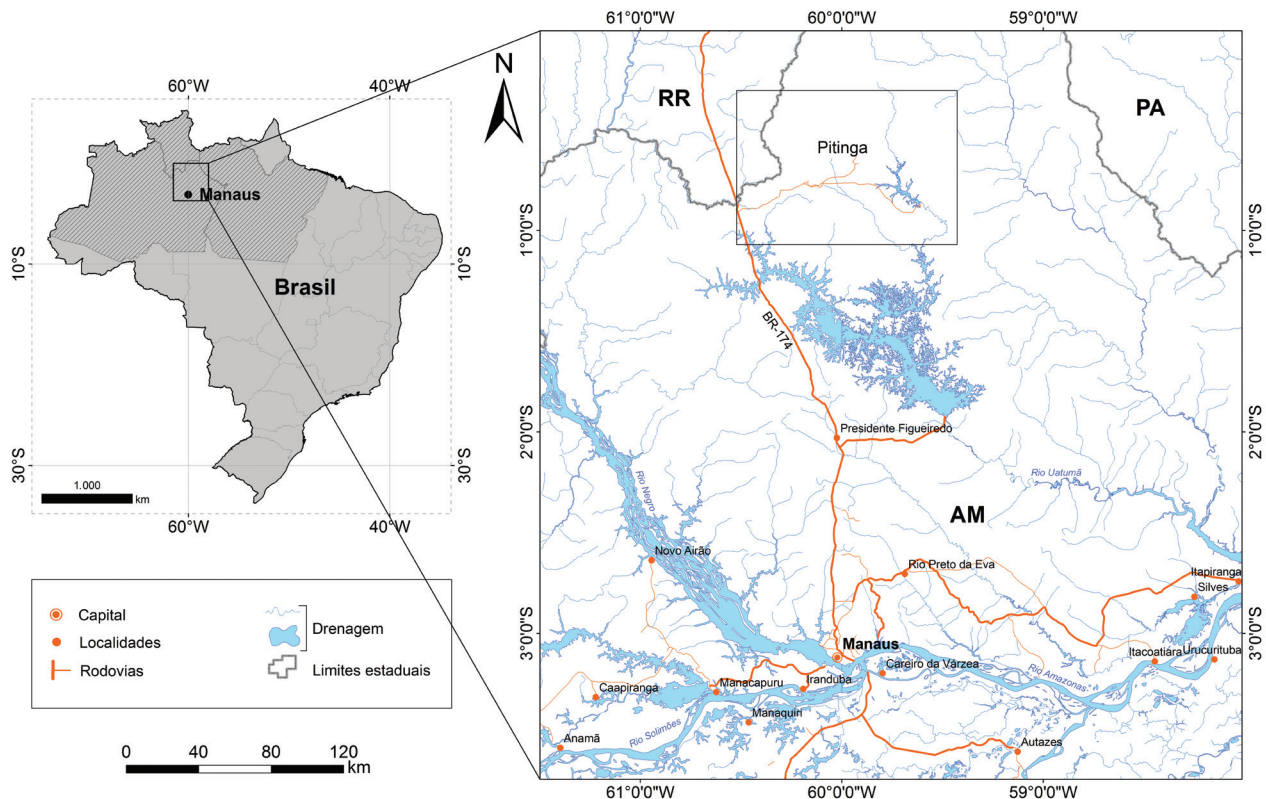 60°W 40°W
N
Manaus
10°S 10°S
Brasil
30°S 30°S
1.000
km
60°W 40°W
Capital
Localidades
Rodovias
Drenagem
Limites estaduais
0 40 80 120
km
61°0'0"W 60°0'0"W 59°0'0"W
RR
PA
Pitinga
1°0'0"S 1°0'0"S
BR-174
2°0'0"S 2°0'0"S
Presidente Figueiredo
Rio Negro
Rio Uatumã
AM
Novo Airão
Rio Preto da Eva
Itapiranga
Silves
3°0'0"S 3°0'0"S
Manaus
Itacoatiara
Urucurituba
Careiro da Várzea
Rio Amazonas
Caapiranga
Manacapuru
Iranduba
Manaquiri
Rio Solimões
Anamã
Autazes
61°0'0"W 60°0'0"W 59°0'0"W